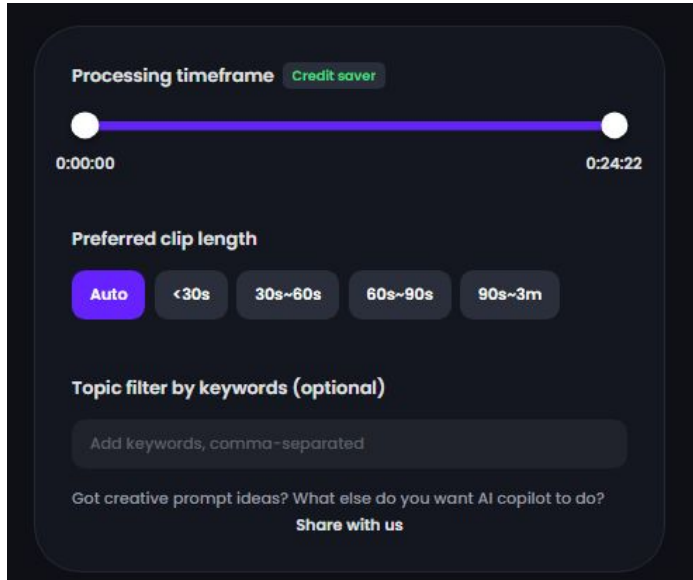 Processing timeframe Credit saver
0:00:00 0:24:22
Preferred clip length
Auto <30s 30s~60s 60s~90s 90s~3m
Topic filter by keywords (optional)
Add keywords, comma-separated
Got creative prompt ideas? What else do you want AI copilot to do?
Share with us